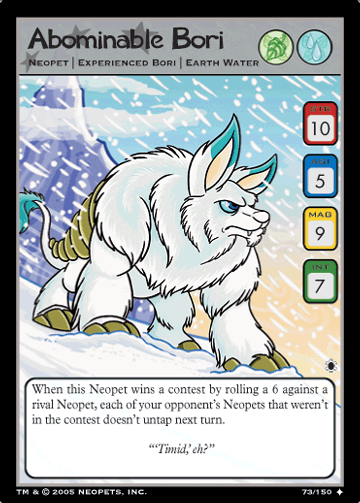 Abominable Bori
NEOPET | EXPERIENCED BORI | EARTH WATER
STR
10
AGI
5
MAG
9
INT
7
When this Neopet wins a contest by rolling a 6 against a
rival Neopet, each of your opponent's Neopets that weren't
in the contest doesn't untap next turn.
“‘Timid,’ eh?”
TM & © 2005 NEOPETS, INC.
73/150